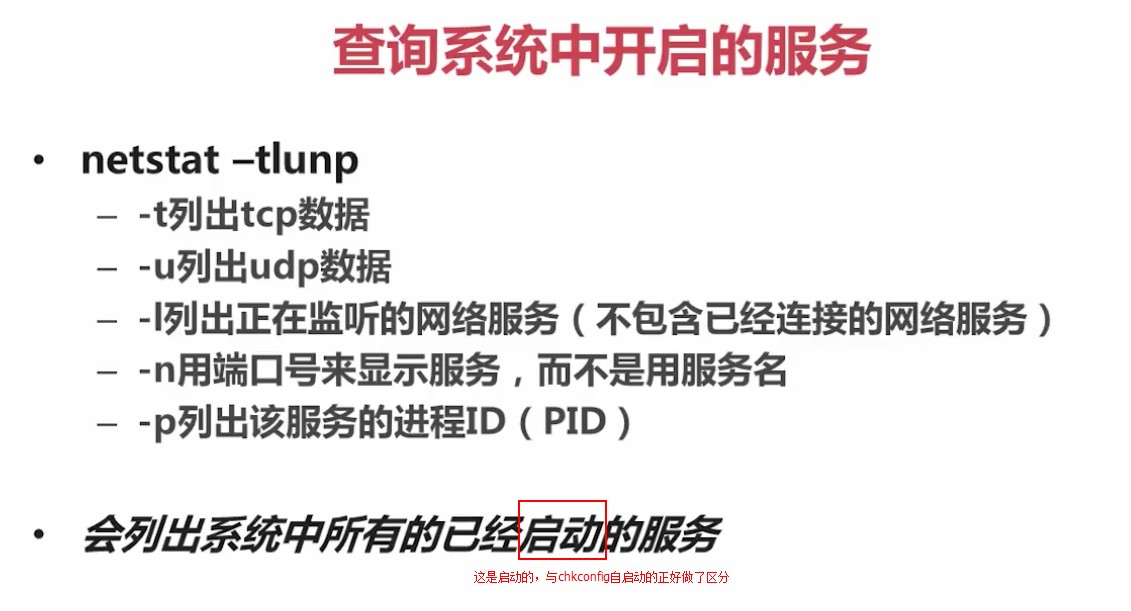 查询系统中开启的服务
• netstat –tlunp
– -t列出tcp数据
– -u列出udp数据
– -l列出正在监听的网络服务（不包含已经连接的网络服务）
– -n用端口号来显示服务，而不是用服务名
– -p列出该服务的进程ID（PID）
• 会列出系统中所有的已经启动的服务
这是启动的，与chkconfig自启动的正好做了区分